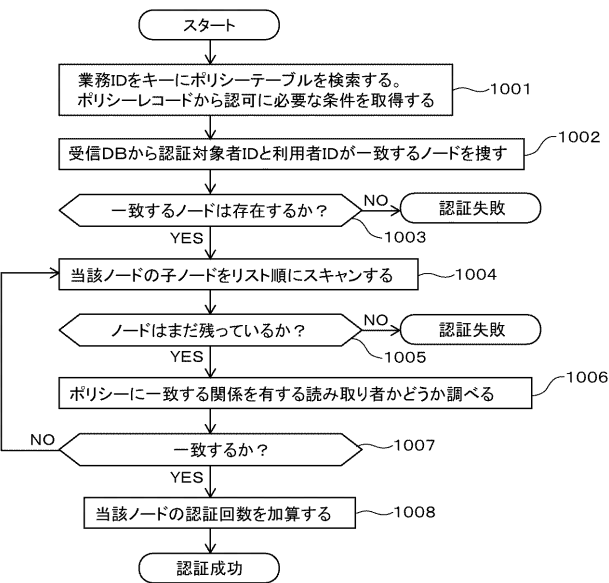 スタート
業務IDをキーにポリシーテーブルを検索する。
ポリシーレコードから認可に必要な条件を取得する
1001
受信DBから認証対象者IDと利用者IDが一致するノードを捜す
1002
一致するノードは存在するか?
NO
認証失敗
1003
YES
当該ノードの子ノードをリスト順にスキャンする
1004
ノードはまだ残っているか?
NO
認証失敗
1005
YES
ポリシーに一致する関係を有する読み取り者かどうか調べる
1006
NO
一致するか?
1007
YES
当該ノードの認証回数を加算する
1008
認証成功